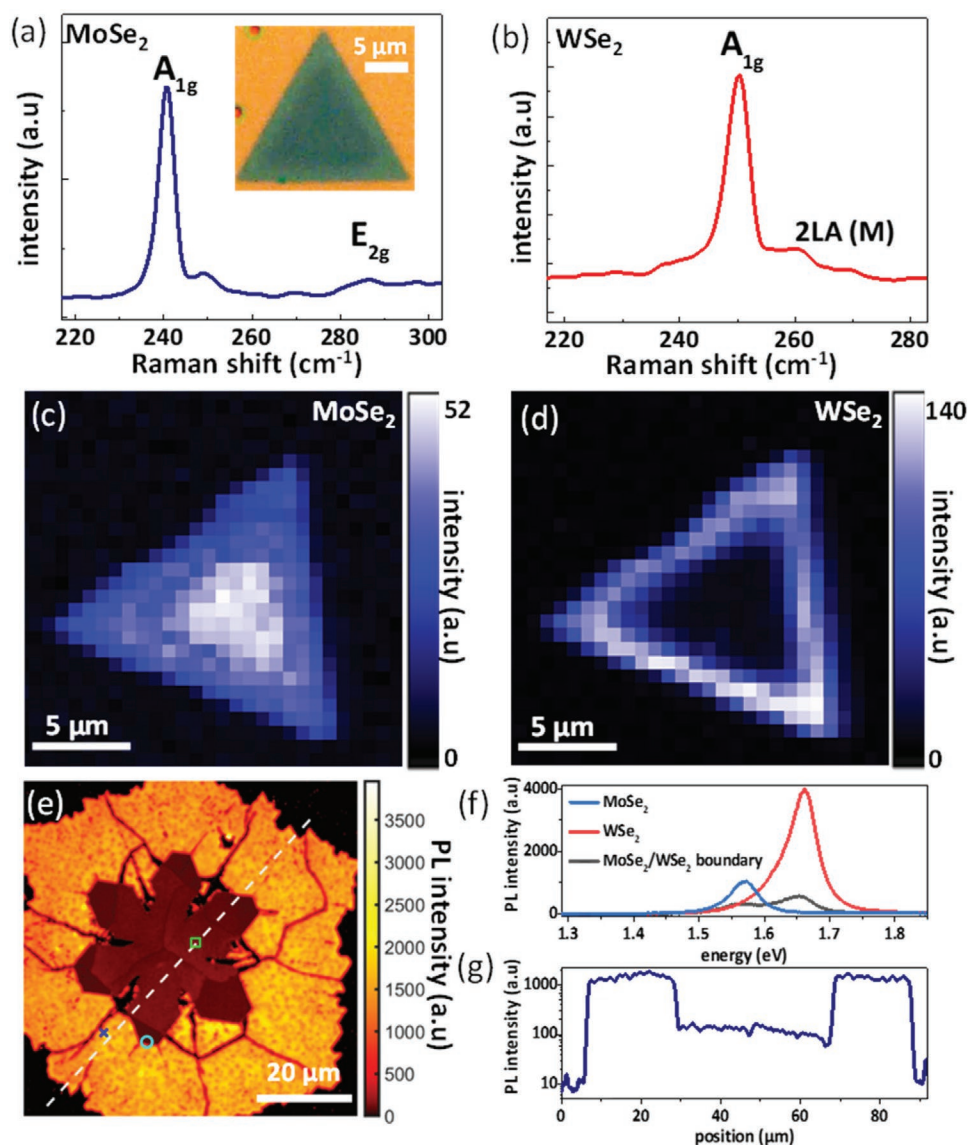 (a) MoSe₂
A₁g
5 μm
E₂g
intensity (a.u)
220 240 260 280 300
Raman shift (cm⁻¹)
(b) WSe₂
A₁g
2LA (M)
intensity (a.u)
220 240 260 280
Raman shift (cm⁻¹)
(c) MoSe₂
5 μm
52
intensity (a.u)
0
(d) WSe₂
5 μm
140
intensity (a.u)
0
(e)
20 μm
3500
3000
2500
2000
1500
1000
500
0
PL intensity (a.u)
(f)
MoSe₂
WSe₂
MoSe₂/WSe₂ boundary
4000
2000
0
PL intensity (a.u)
1.3 1.4 1.5 1.6 1.7 1.8
energy (eV)
(g)
1000
100
10
PL intensity (a.u)
0 20 40 60 80
position (μm)